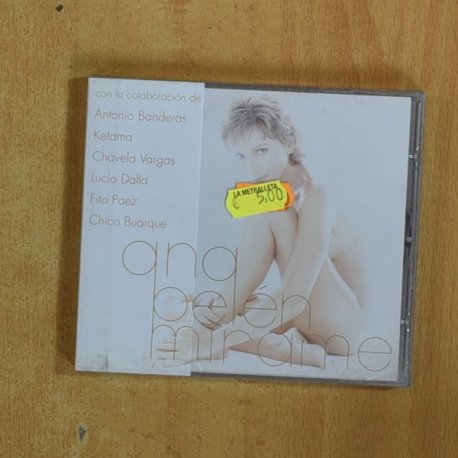 con la colaboración de
Antonio Banderas
Ketama
Chavela Vargas
Lucio Dalla
Fito Paez
Chico Buarque
LA METRALLETA
€ 5,00
ana
belén
mírame